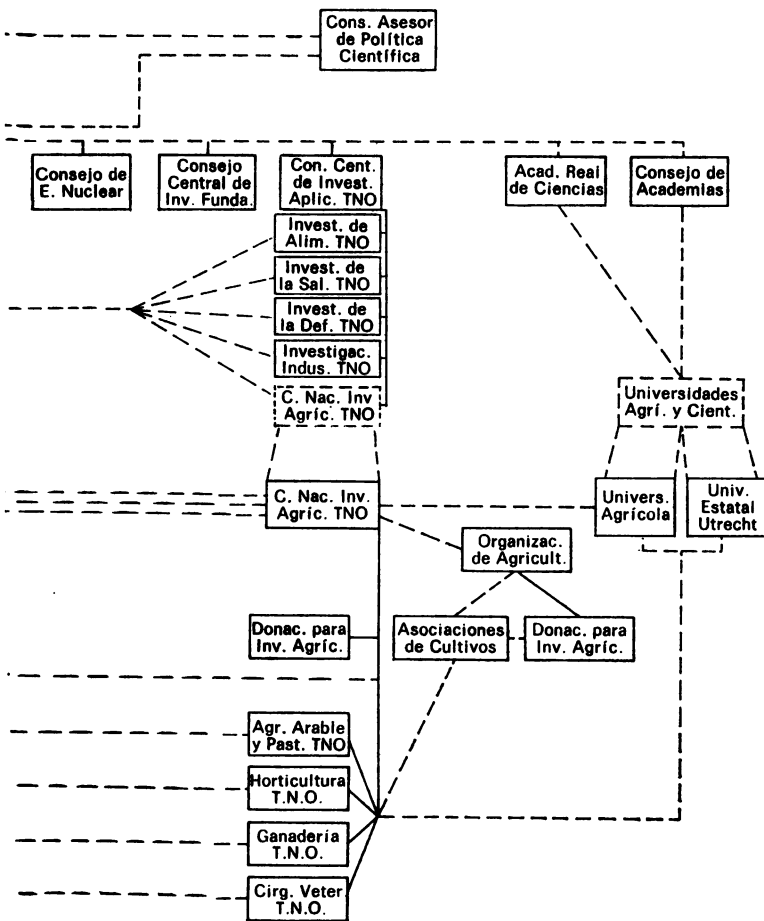 Cons. Asesor
de Política
Científica
Consejo de
E. Nuclear
Consejo
Central de
Inv. Funda.
Con. Cent.
de Invest.
Aplic. TNO
Acad. Real
de Ciencias
Consejo de
Academias
Invest. de
Alim. TNO
Invest. de
la Sal. TNO
Invest. de
la Def. TNO
Investigac.
Indus. TNO
C. Nac. Inv
Agríc. TNO
Universidades
Agrí. y Cient.
C. Nac. Inv.
Agríc. TNO
Univers.
Agrícola
Univ.
Estatal
Utrecht
Organizac.
de Agricult.
Donac. para
Inv. Agríc.
Asociaciones
de Cultivos
Donac. para
Inv. Agríc.
Agr. Arable
y Past. TNO
Horticultura
T.N.O.
Ganadería
T.N.O.
Cirg. Veter
T.N.O.